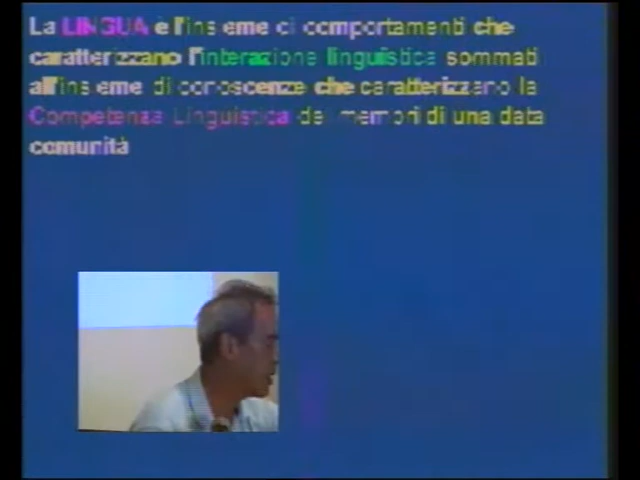 La LINGUA è l'insieme di comportamenti che
caratterizzano l'interazione linguistica sommati
all'insieme di conoscenze che caratterizzano la
Competenza Linguistica dei membri di una data
comunità